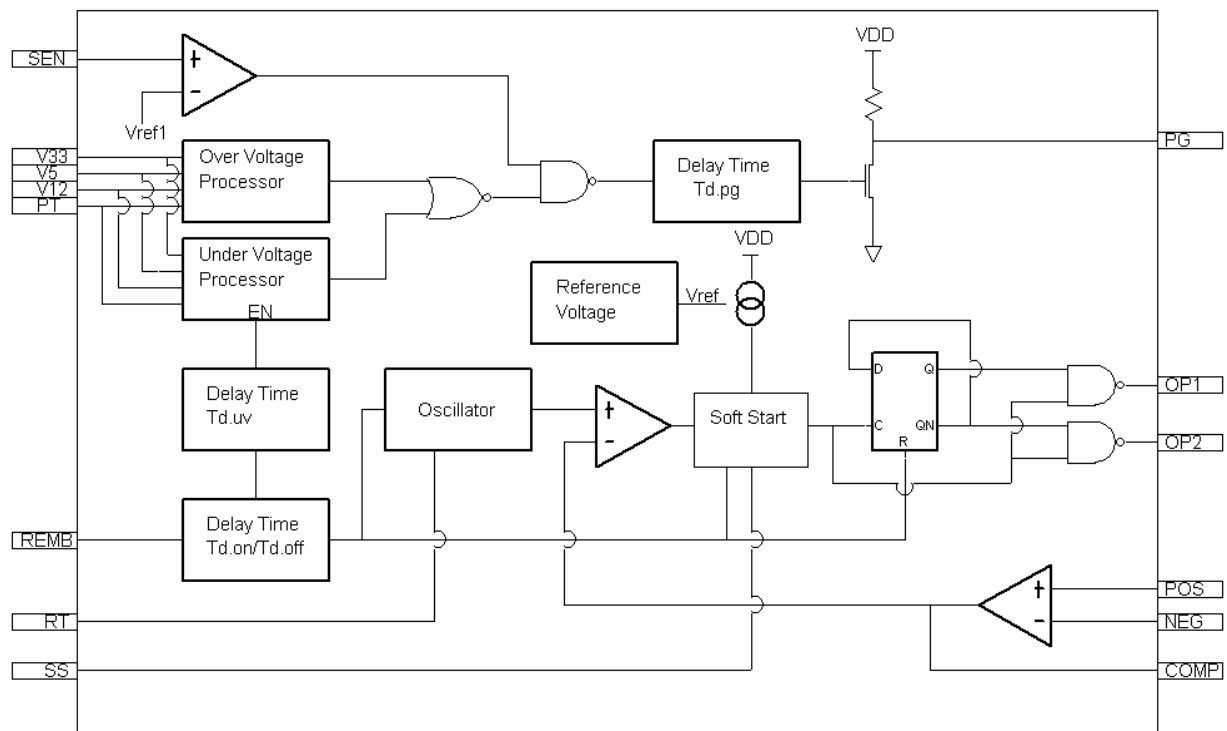 VDD
SEN
+
-
Vref1
PG
V33
V5
V12
PT
Over Voltage
Processor
Delay Time
Td.pg
Under Voltage
Processor
EN
VDD
Reference
Voltage
Vref
Delay Time
Td.uv
Oscillator
+
-
Soft Start
D
Q
C
QN
R
OP1
OP2
REMB
Delay Time
Td.on/Td.off
RT
SS
+
-
POS
NEG
COMP